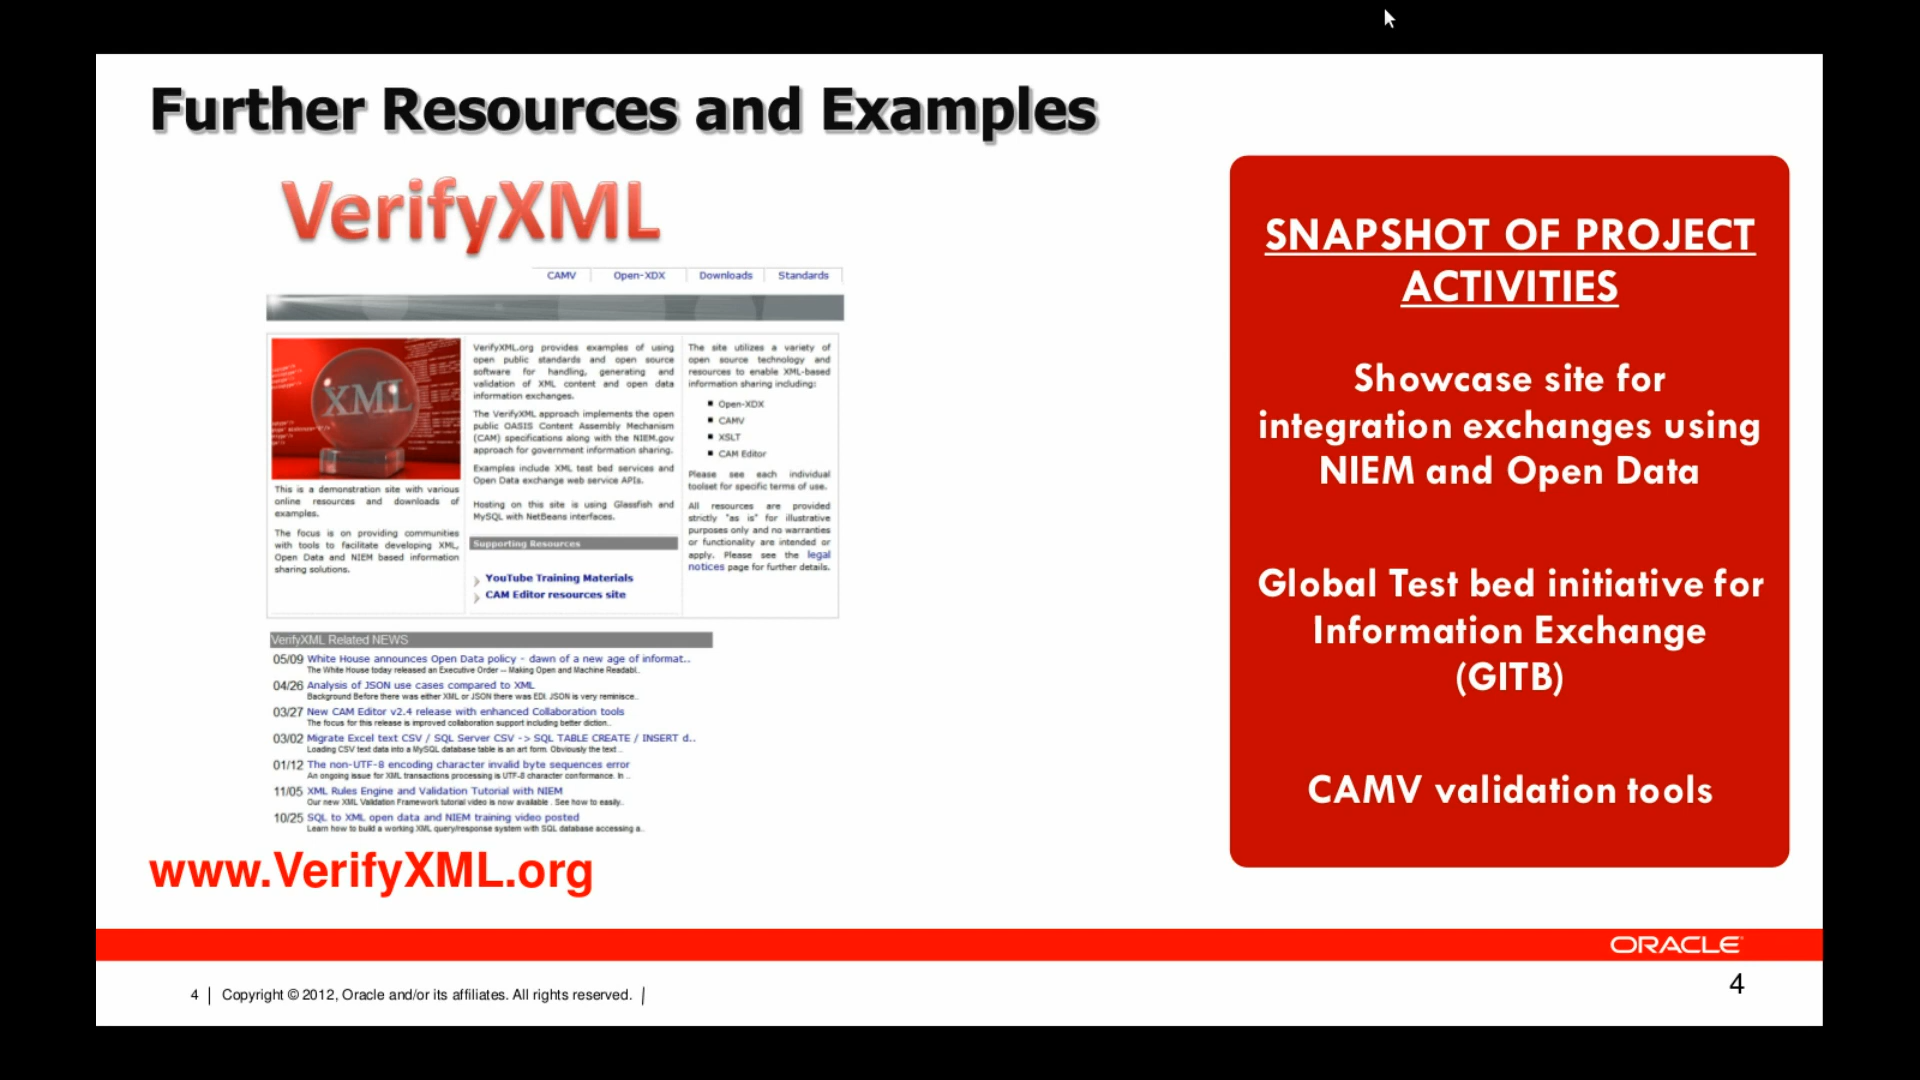 Further Resources and Examples
VerifyXML
CAMV
Open-XDX
Downloads
Standards
XML
This is a demonstration site with various
online resources and downloads of
examples.
The focus is on providing communities
with tools to facilitate developing XML,
Open Data and NIEM based information
sharing solutions.
VerifyXML.org provides examples of using
open public standards and open source
software for handling, generating and
validation of XML content and open data
information exchanges.
The VerifyXML approach implements the open
public OASIS Content Assembly Mechanism
(CAM) specifications along with the NIEM.gov
approach for government information sharing.
Examples include XML test bed services and
Open Data exchange web service APIs.
Hosting on this site is using Glassfish and
MySQL with NetBeans interfaces.
Supporting Resources
YouTube Training Materials
CAM Editor resources site
The site utilizes a variety of
open source technology and
resources to enable XML-based
information sharing including:
Open-XDX
CAMV
XSLT
CAM Editor
Please see each individual
toolset for specific terms of use.
All resources are provided
strictly "as is" for illustrative
purposes only and no warranties
or functionality are intended or
apply. Please see the legal
notices page for further details.
VerifyXML Related NEWS
05/09 White House announces Open Data policy - dawn of a new age of informat..
The White House today released an Executive Order -- Making Open and Machine Readabl..
04/26 Analysis of JSON use cases compared to XML
Background Before there was either XML or JSON there was EDI. JSON is very reminisce..
03/27 New CAM Editor v2.4 release with enhanced Collaboration tools
The focus for this release is improved collaboration support including better diction..
03/02 Migrate Excel text CSV / SQL Server CSV -> SQL TABLE CREATE / INSERT d..
Loading CSV text data into a MySQL database table is an art form. Obviously the text ..
01/12 The non-UTF-8 encoding character invalid byte sequences error
An ongoing issue for XML transactions processing is UTF-8 character conformance. In ..
11/05 XML Rules Engine and Validation Tutorial with NIEM
Our new XML Validation Framework tutorial video is now available . See how to easily..
10/25 SQL to XML open data and NIEM training video posted
Learn how to build a working XML query/response system with SQL database accessing a..
www.VerifyXML.org
SNAPSHOT OF PROJECT
ACTIVITIES
Showcase site for
integration exchanges using
NIEM and Open Data
Global Test bed initiative for
Information Exchange
(GITB)
CAMV validation tools
ORACLE
4 | Copyright © 2012, Oracle and/or its affiliates. All rights reserved. |
4